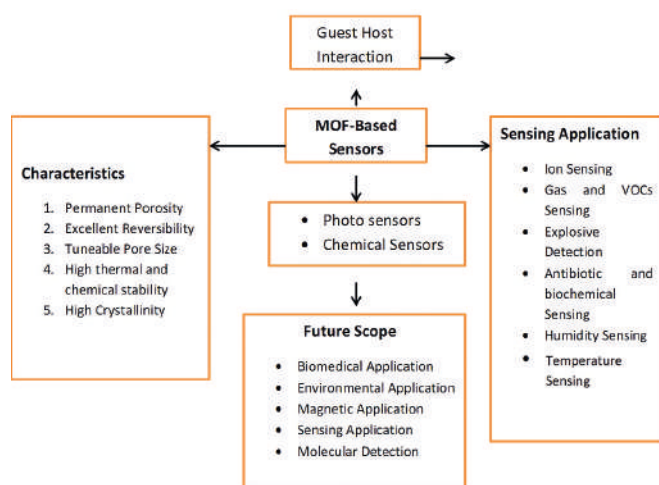 Guest Host
Interaction
MOF-Based
Sensors
Characteristics
1. Permanent Porosity
2. Excellent Reversibility
3. Tuneable Pore Size
4. High thermal and
chemical stability
5. High Crystallinity
• Photo sensors
• Chemical Sensors
Sensing Application
• Ion Sensing
• Gas and VOCs
Sensing
• Explosive
Detection
• Antibiotic and
biochemical
Sensing
• Humidity Sensing
• Temperature
Sensing
Future Scope
• Biomedical Application
• Environmental Application
• Magnetic Application
• Sensing Application
• Molecular Detection